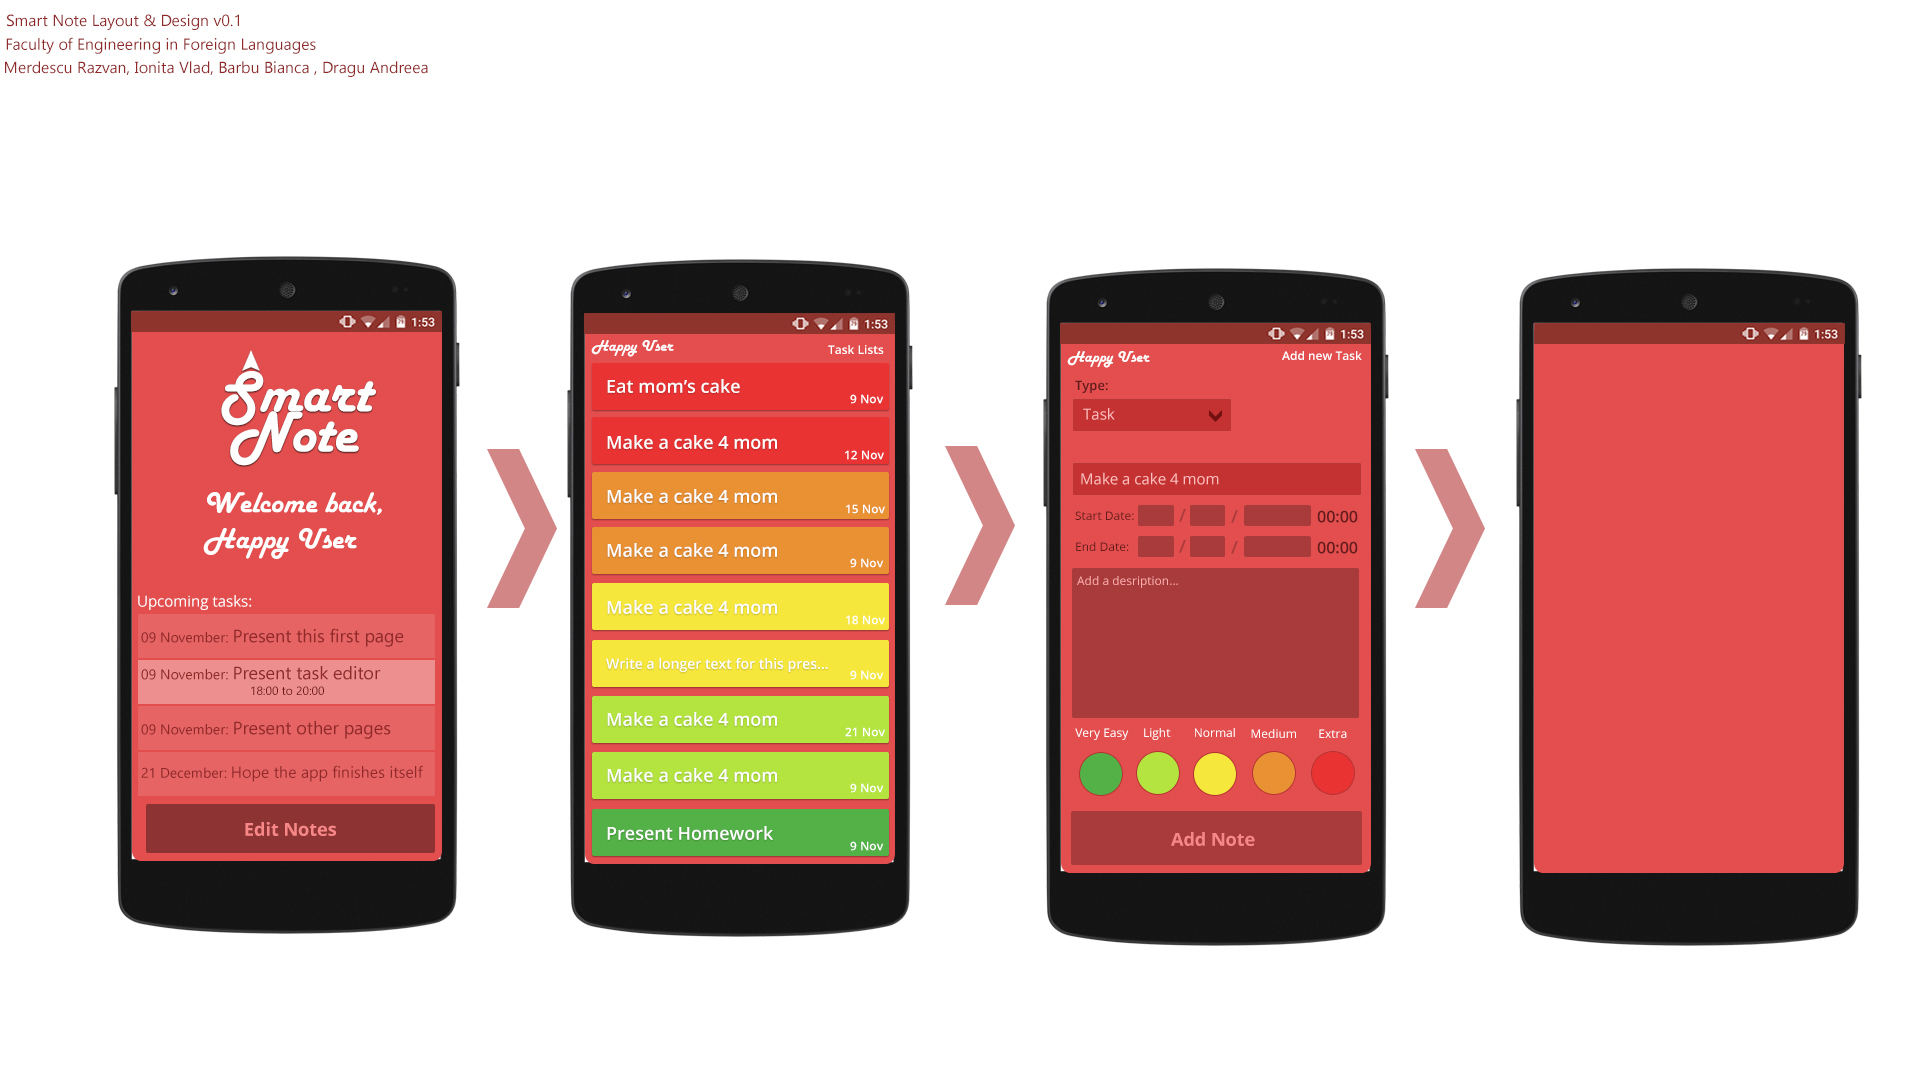 Smart Note Layout & Design v0.1
Faculty of Engineering in Foreign Languages
Merdescu Razvan, Ionita Vlad, Barbu Bianca , Dragu Andreea
1:53
Smart
Note
Welcome back,
Happy User
Upcoming tasks:
09 November: Present this first page
09 November: Present task editor
18:00 to 20:00
09 November: Present other pages
21 December: Hope the app finishes itself
Edit Notes
1:53
Happy User Task Lists
Eat mom's cake
9 Nov
Make a cake 4 mom
12 Nov
Make a cake 4 mom
15 Nov
Make a cake 4 mom
9 Nov
Make a cake 4 mom
18 Nov
Write a longer text for this pres...
9 Nov
Make a cake 4 mom
21 Nov
Make a cake 4 mom
9 Nov
Present Homework
9 Nov
1:53
Happy User Add new Task
Type:
Task
Make a cake 4 mom
Start Date: / / 00:00
End Date: / / 00:00
Add a desription...
Very Easy Light Normal Medium Extra
Add Note
1:53